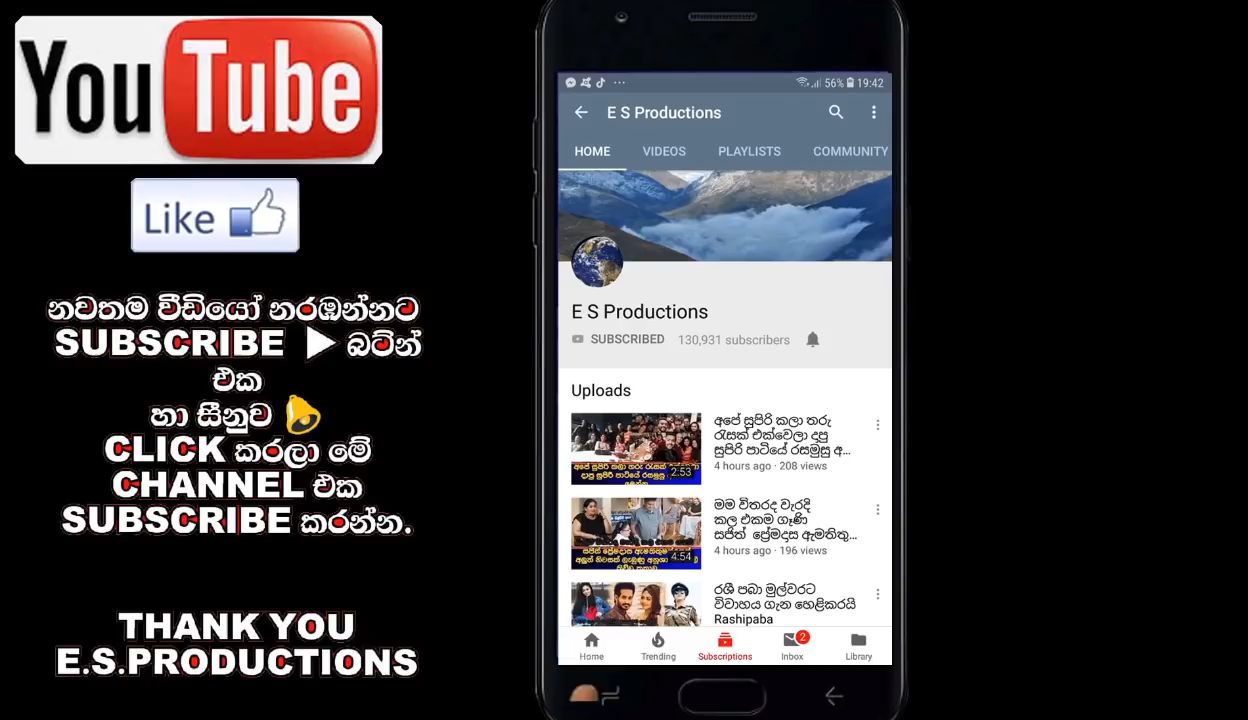 YouTube
Like
නවතම වීඩියෝ නරඹන්නට
SUBSCRIBE ▶ බටන්
එක
හා සීනුව 🔔
CLICK කරලා මේ
CHANNEL එක
SUBSCRIBE කරන්න.
THANK YOU
E.S.PRODUCTIONS
56% 19:42
E S Productions
HOME VIDEOS PLAYLISTS COMMUNITY
E S Productions
SUBSCRIBED 130,931 subscribers
Uploads
අපේ සුපිරි කලා තරු
රැසක් එක්වෙලා දාපු
සුපිරි පාටියේ රසමුසු අ...
4 hours ago · 208 views
2:53
මම විතරද වැරදි
කල එකම ගෑණි
සජිත් ප්‍රේමදාස ඇමතිතු...
4 hours ago · 196 views
4:54
රශී පබා මුල්වරට
විවාහය ගැන හෙළිකරයි
Rashipaba
2
Home Trending Subscriptions Inbox Library